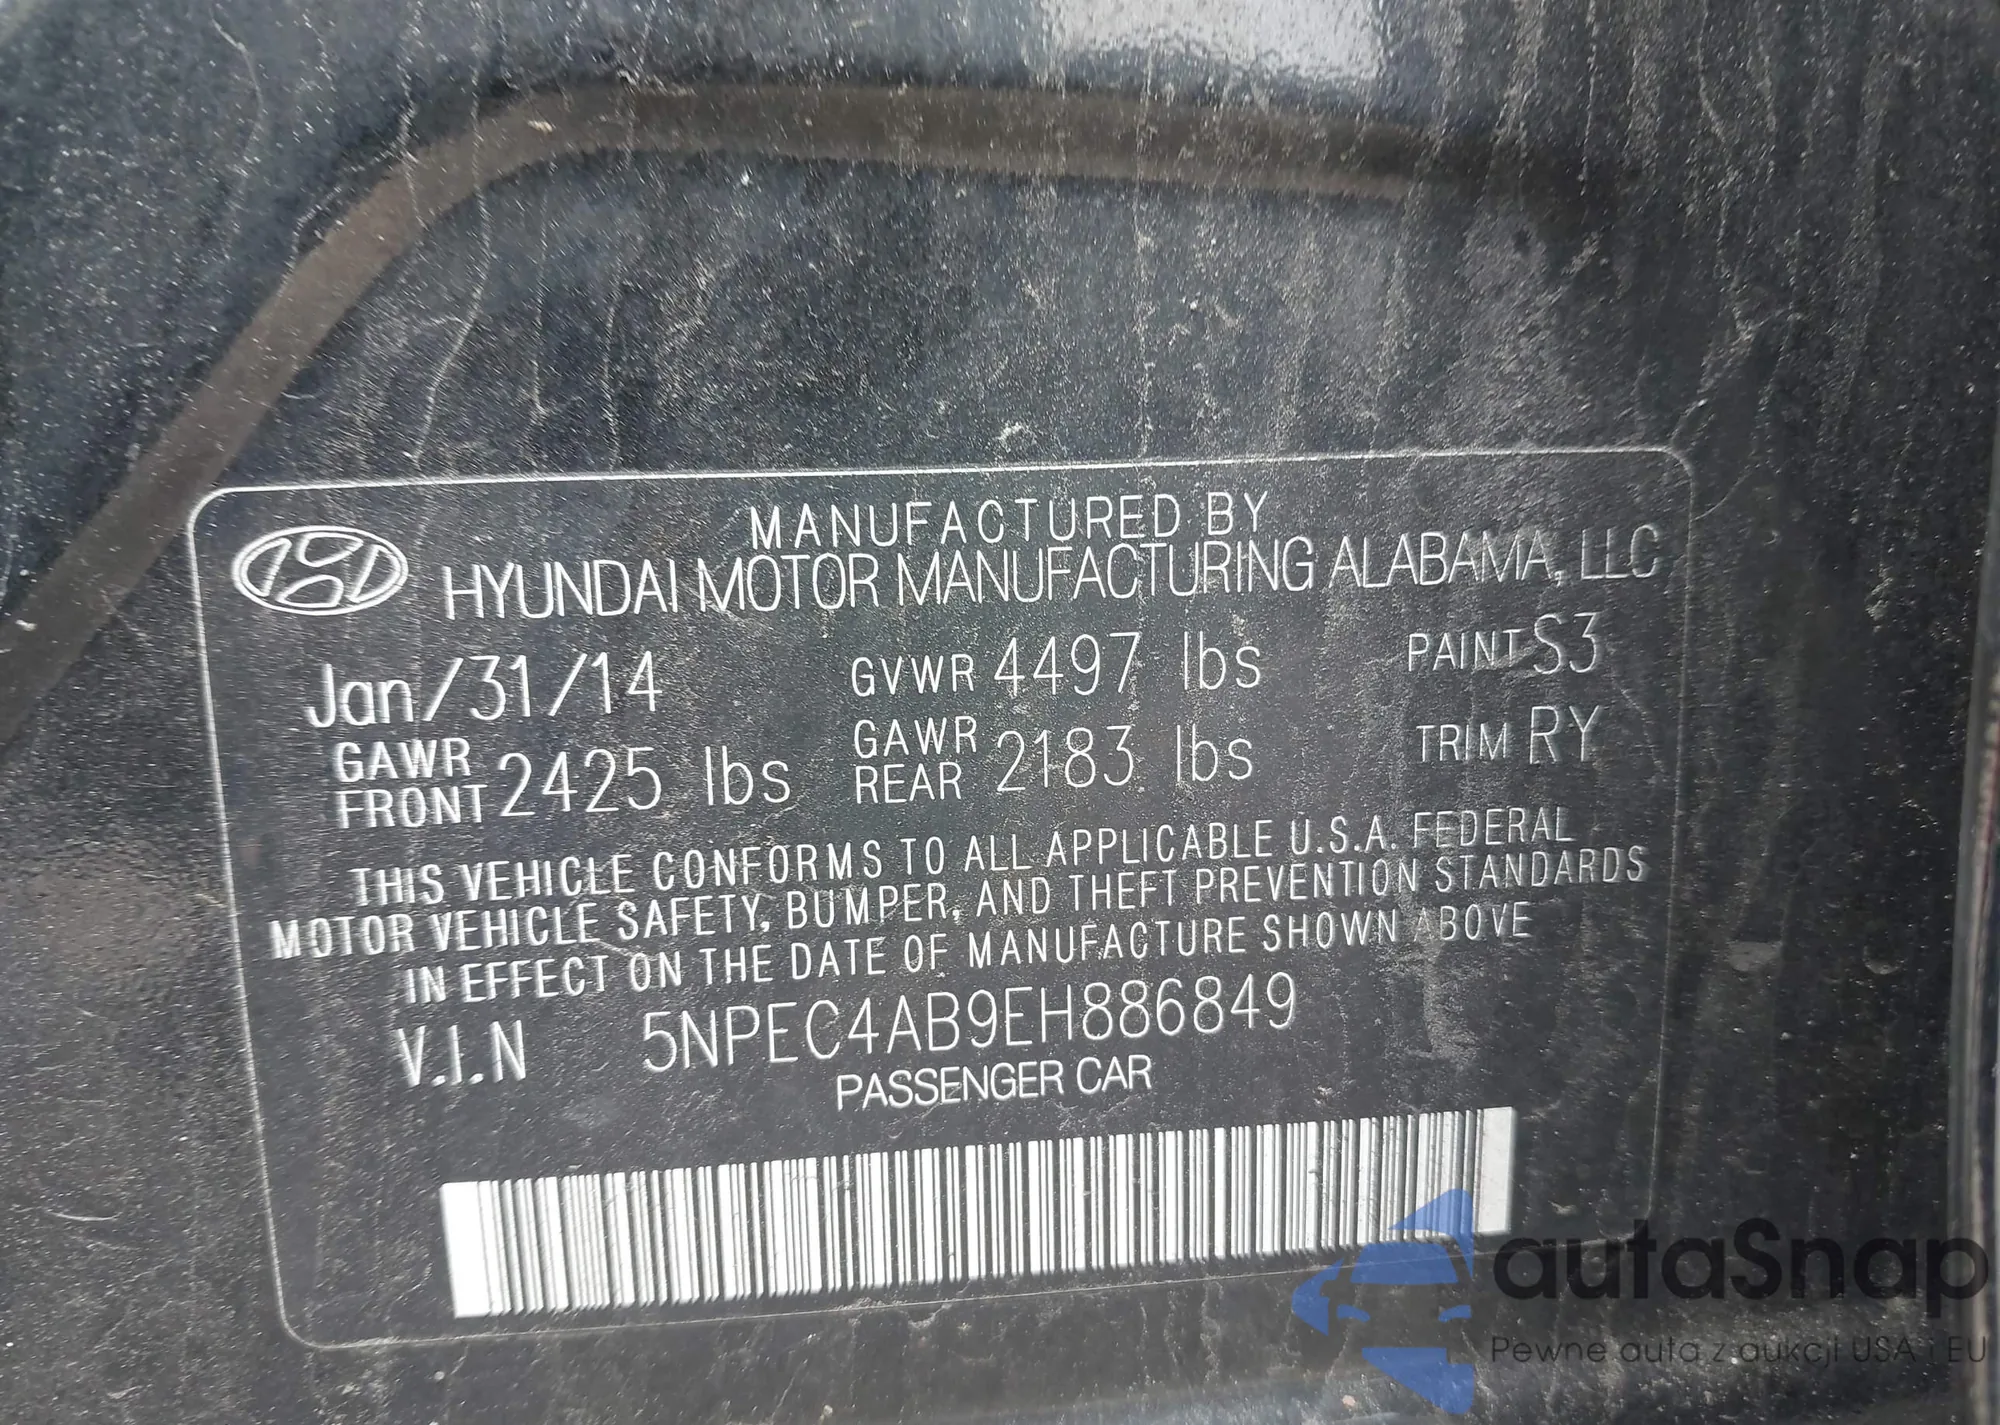 MANUFACTURED BY
HYUNDAI MOTOR MANUFACTURING ALABAMA, LLC
Jan/31/14 GVWR 4497 lbs PAINT S3
GAWR FRONT 2425 lbs GAWR REAR 2183 lbs TRIM RY
THIS VEHICLE CONFORMS TO ALL APPLICABLE U.S.A. FEDERAL
MOTOR VEHICLE SAFETY, BUMPER, AND THEFT PREVENTION STANDARDS
IN EFFECT ON THE DATE OF MANUFACTURE SHOWN ABOVE
V.I.N 5NPEC4AB9EH886849
PASSENGER CAR
autaSnap
Pewne auta z aukcji USA i EU